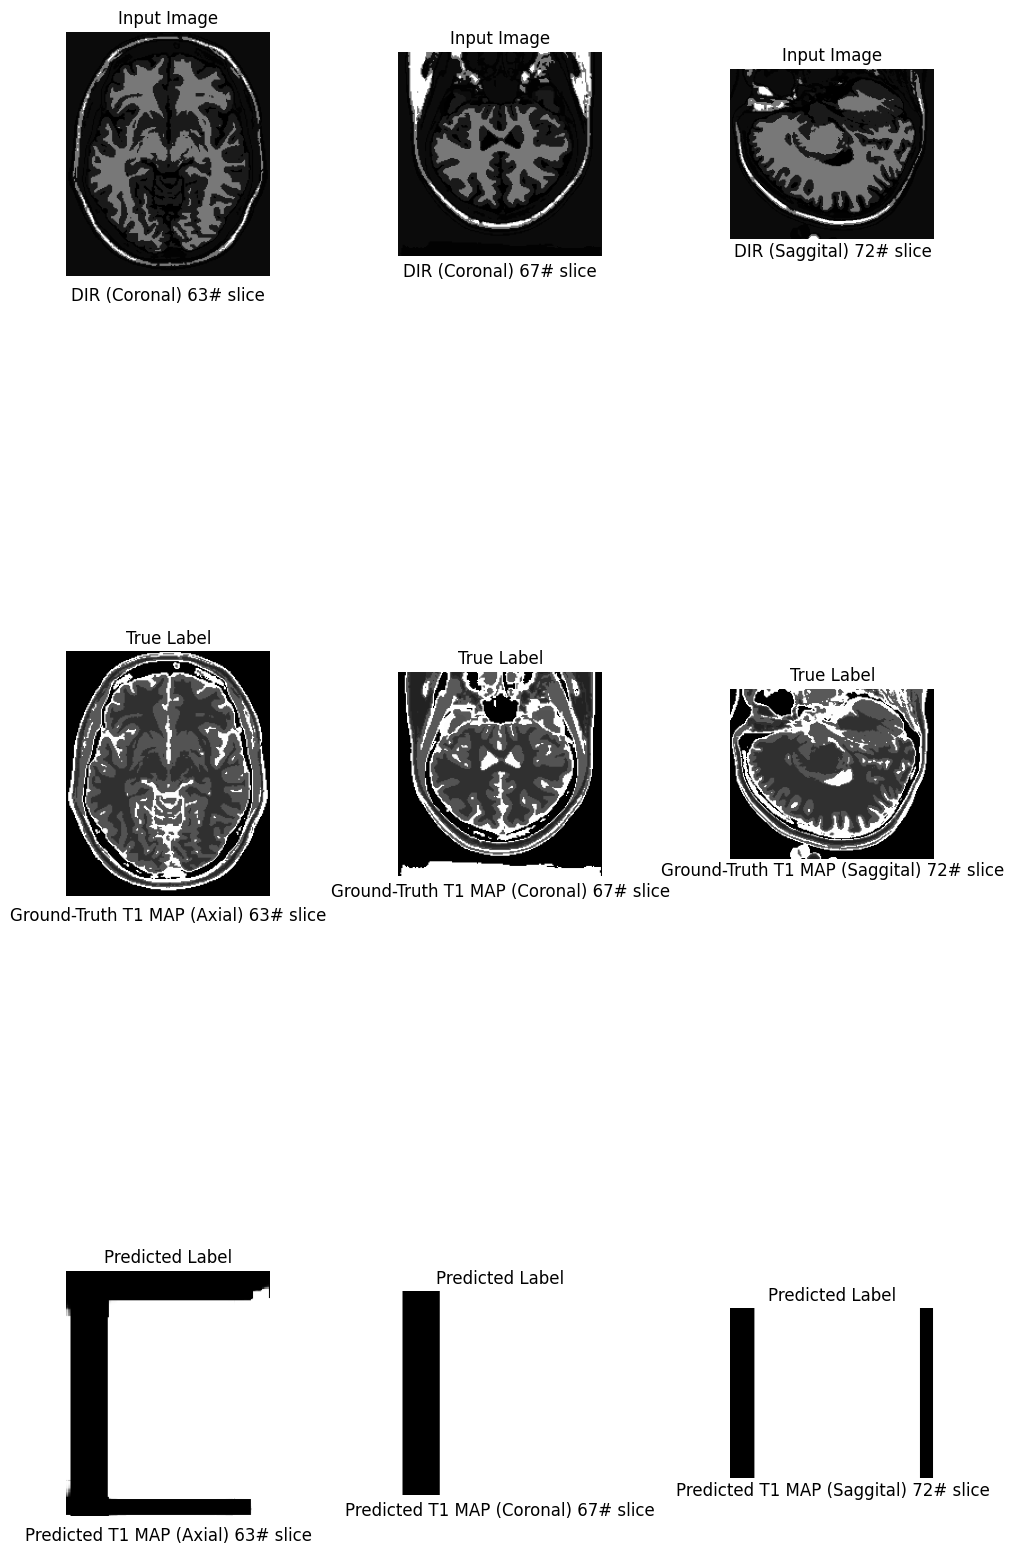 Input Image
Input Image
Input Image
DIR (Coronal) 63# slice
DIR (Coronal) 67# slice
DIR (Saggital) 72# slice
True Label
True Label
True Label
Ground-Truth T1 MAP (Axial) 63# slice
Ground-Truth T1 MAP (Coronal) 67# slice
Ground-Truth T1 MAP (Saggital) 72# slice
Predicted Label
Predicted Label
Predicted Label
Predicted T1 MAP (Axial) 63# slice
Predicted T1 MAP (Coronal) 67# slice
Predicted T1 MAP (Saggital) 72# slice